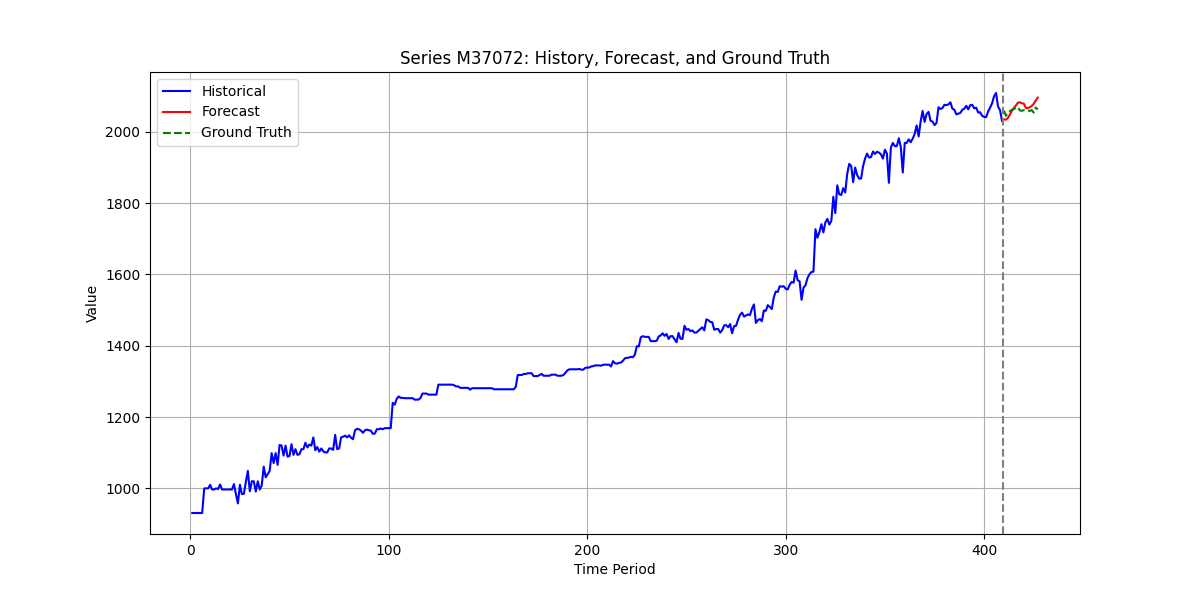 Series M37072: History, Forecast, and Ground Truth
Historical
Forecast
Ground Truth
2000
1800
1600
1400
1200
1000
Value
0 100 200 300 400
Time Period